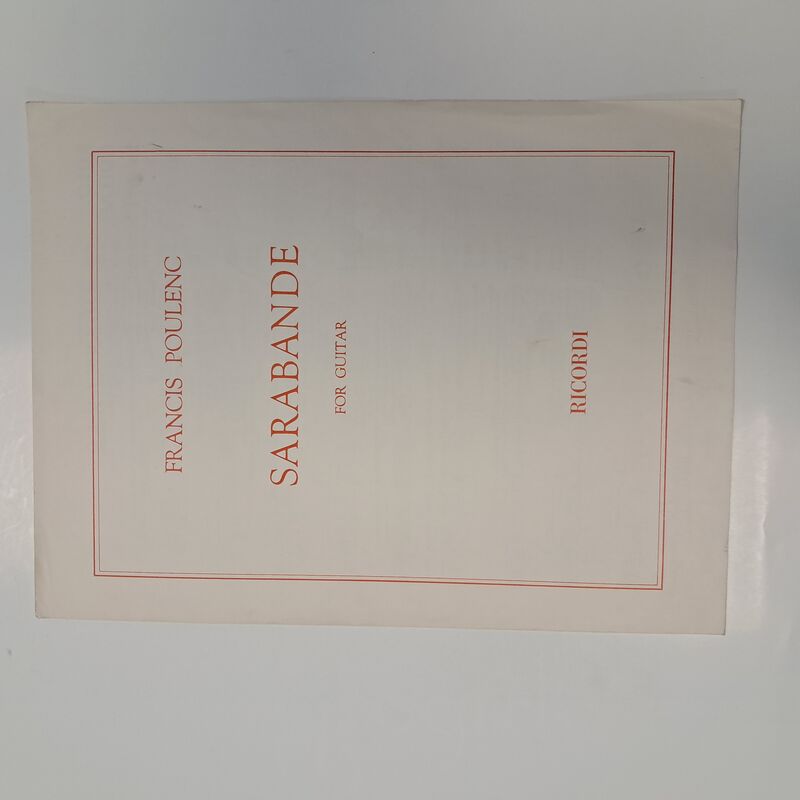 FRANCIS POULENC
SARABANDE
FOR GUITAR
RICORDI